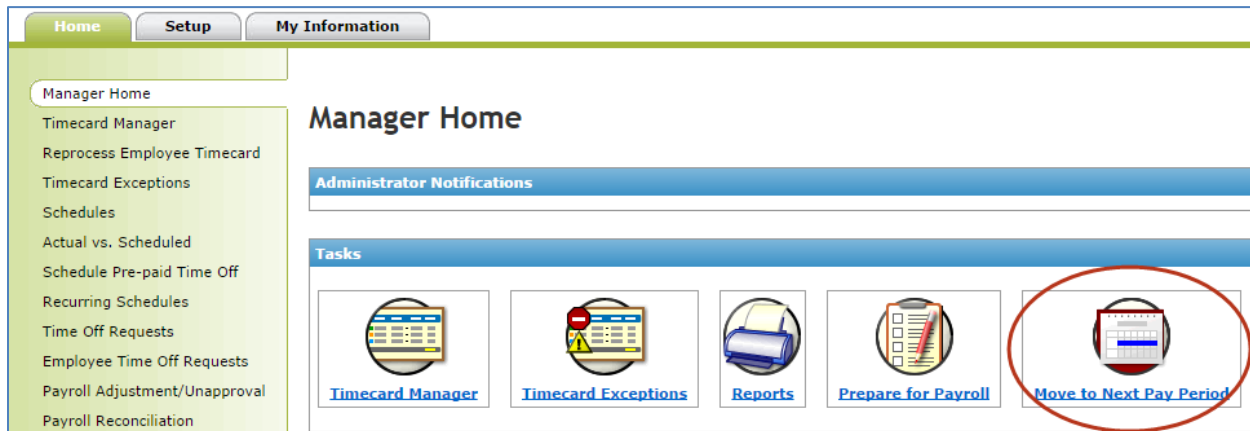 Home Setup My Information
Manager Home
Timecard Manager
Reprocess Employee Timecard
Timecard Exceptions
Schedules
Actual vs. Scheduled
Schedule Pre-paid Time Off
Recurring Schedules
Time Off Requests
Employee Time Off Requests
Payroll Adjustment/Unapproval
Payroll Reconciliation
Manager Home
Administrator Notifications
Tasks
Timecard Manager Timecard Exceptions Reports Prepare for Payroll Move to Next Pay Period